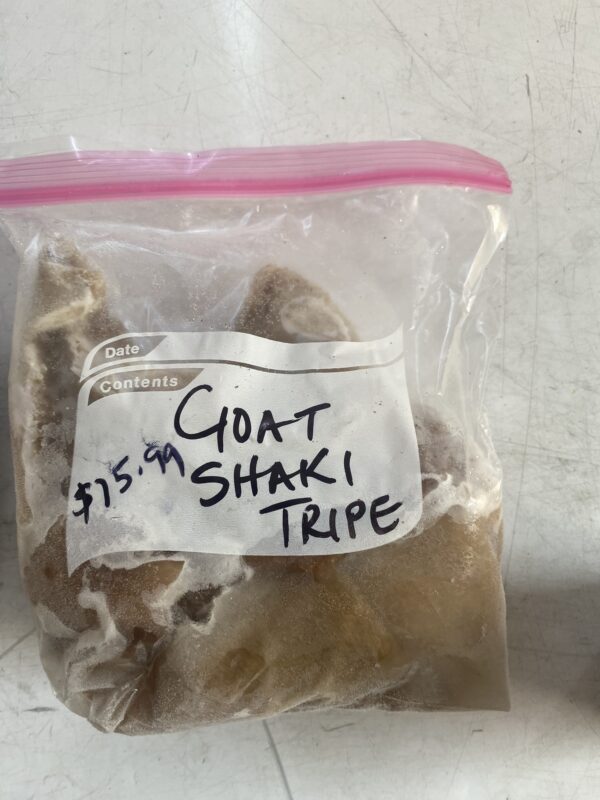 Date
Contents
GOAT
$15.99 SHAKI
TRIPE